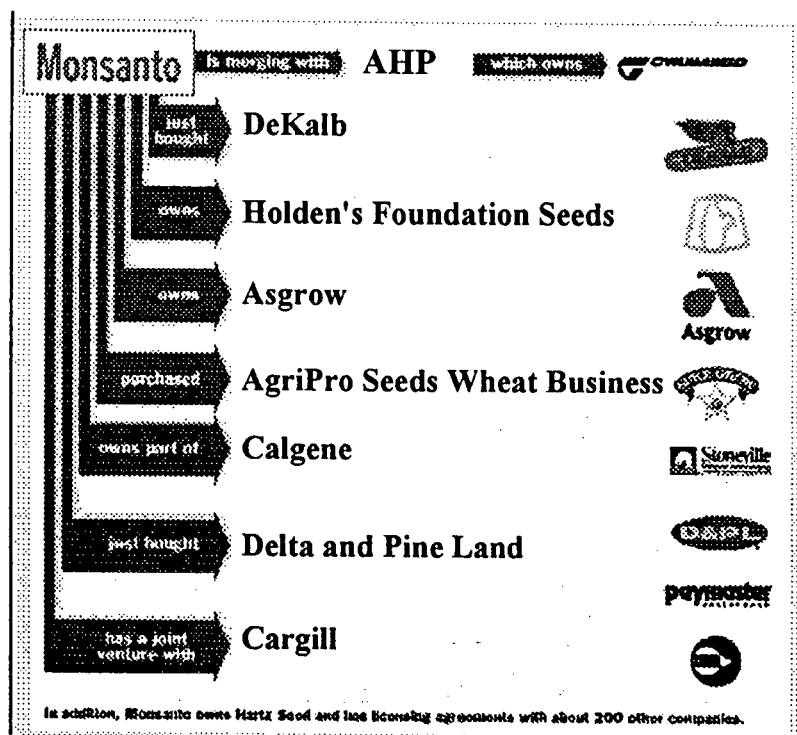 Monsanto is merging with AHP which owns CYANAMID
just
bought
DeKalb
owns
Holden's Foundation Seeds
owns
Asgrow
Asgrow
purchased
AgriPro Seeds Wheat Business
owns part of
Calgene
Stoneville
just bought
Delta and Pine Land
D&PL
paymaster
has a joint
venture with
Cargill
In addition, Monsanto owns Hartz Seed and has licensing agreements with about 200 other companies.